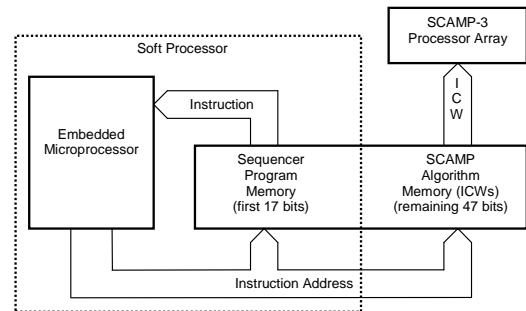 Soft Processor
SCAMP-3
Processor Array
Instruction
I
C
W
Embedded
Microprocessor
Sequencer
Program
Memory
(first 17 bits)
SCAMP
Algorithm
Memory (ICWs)
(remaining 47 bits)
Instruction Address